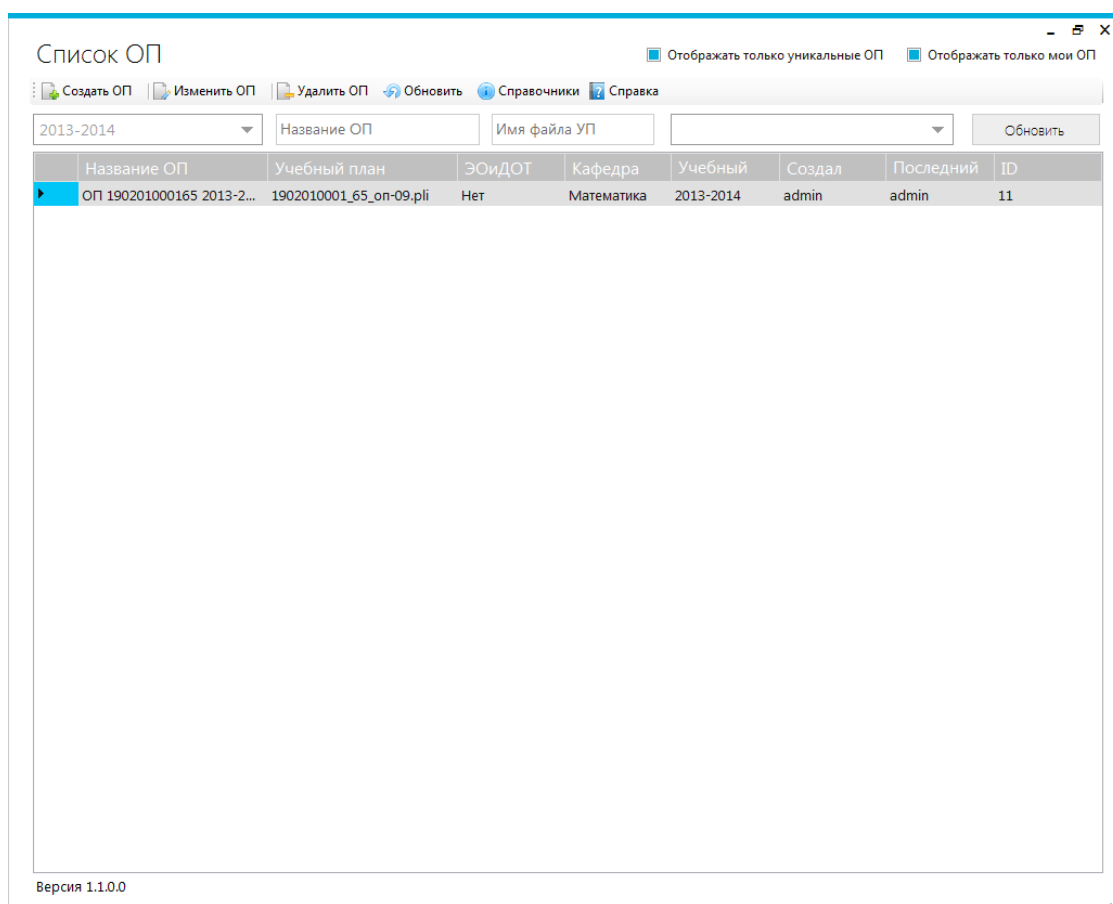 Список ОП
Отображать только уникальные ОП Отображать только мои ОП
Создать ОП Изменить ОП Удалить ОП Обновить Справочники Справка
2013-2014 Название ОП Имя файла УП Обновить
Название ОП Учебный план ЭОиДОТ Кафедра Учебный Создал Последний ID
ОП 190201000165 2013-2... 1902010001_65_оп-09.pli Нет Математика 2013-2014 admin admin 11
Версия 1.1.0.0